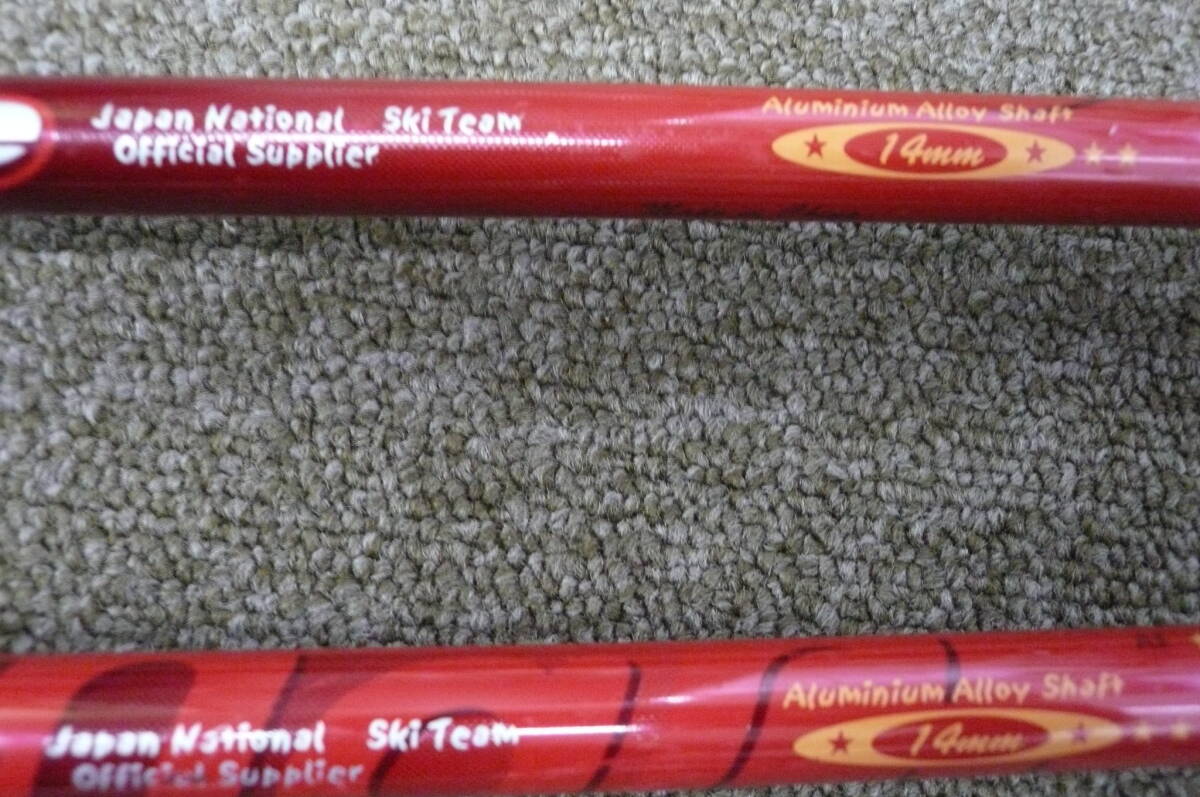 Japan National Ski Team
Official Supplier
Aluminium Alloy Shaft
14mm
Japan National Ski Team
Official Supplier
Aluminium Alloy Shaft
14mm